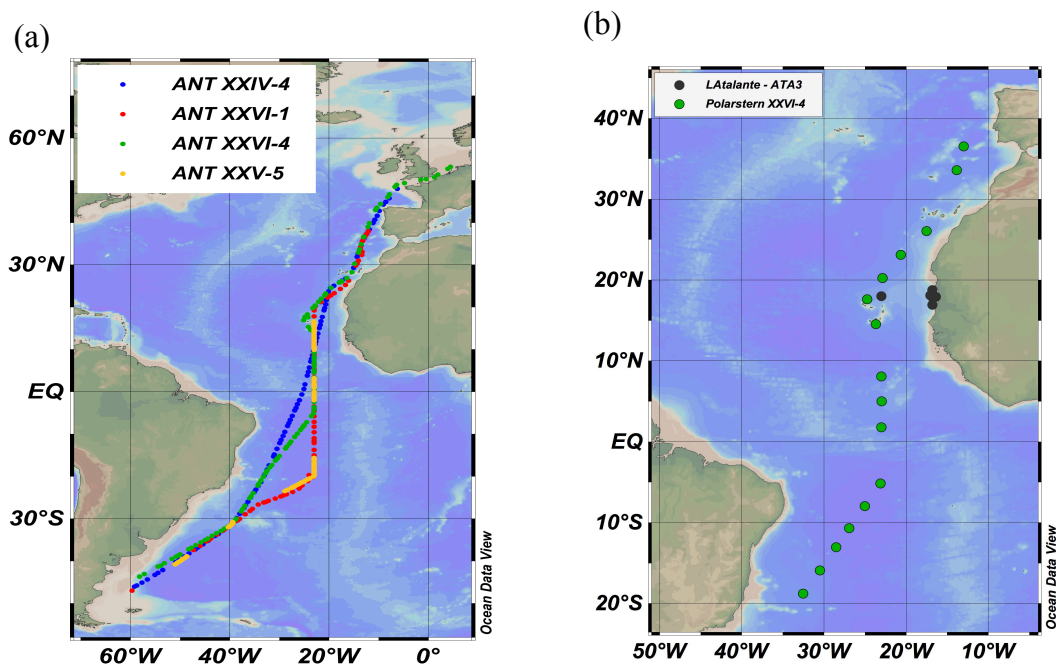 (a)
ANT XXIV-4
ANT XXVI-1
ANT XXVI-4
ANT XXV-5
60°N
30°N
EQ
30°S
60°W
40°W
20°W
0°
Ocean Data View
(b)
LAtalante - ATA3
Polarstern XXVI-4
40°N
30°N
20°N
10°N
EQ
10°S
20°S
50°W
40°W
30°W
20°W
10°W
Ocean Data View